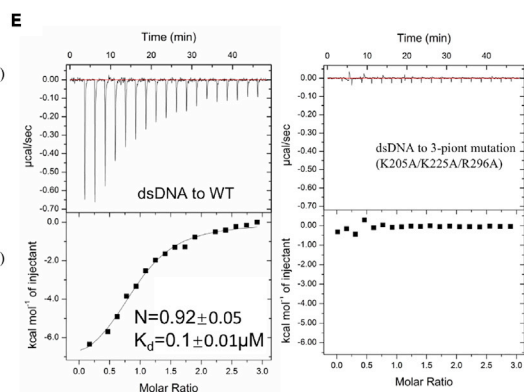 E
Time (min)
0 10 20 30 40
0.00
-0.10
-0.20
-0.30
-0.40
-0.50
-0.60
-0.70
µcal/sec
dsDNA to WT
0.0
-2.0
-4.0
-6.0
kcal mol⁻¹ of injectant
N=0.92±0.05
Kd=0.1±0.01µM
0.0 0.5 1.0 1.5 2.0 2.5 3.0
Molar Ratio
Time (min)
0 10 20 30 40
0.00
-0.10
-0.20
-0.30
-0.40
-0.50
-0.60
-0.70
µcal/sec
dsDNA to 3-piont mutation
(K205A/K225A/R296A)
0.00
-1.00
-2.00
-3.00
-4.00
-5.00
-6.00
kcal mol⁻¹ of injectant
0.0 0.5 1.0 1.5 2.0 2.5 3.0
Molar Ratio